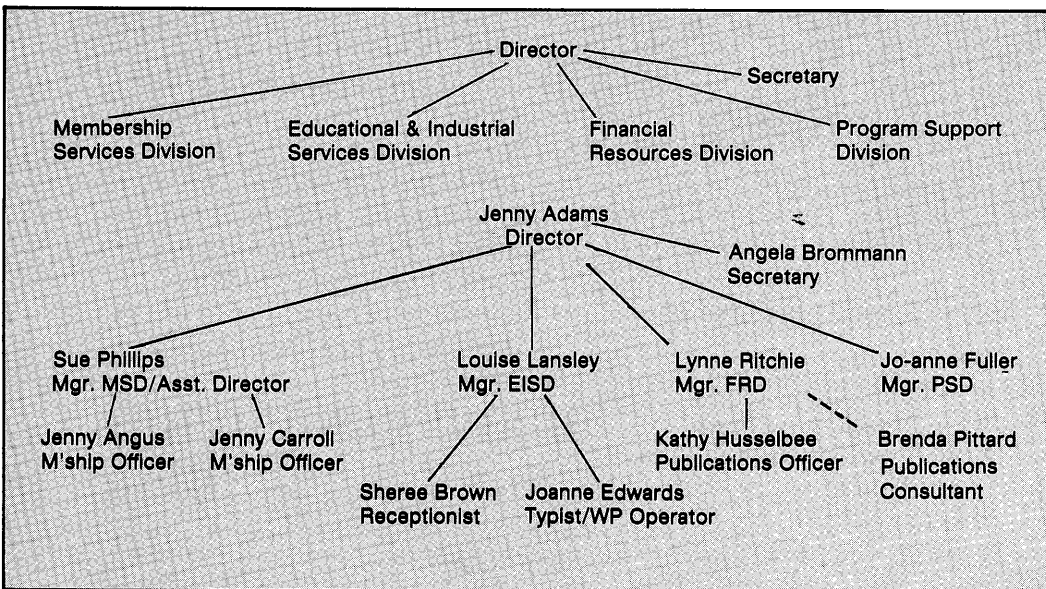 Director
Secretary
Membership
Services Division
Educational & Industrial
Services Division
Financial
Resources Division
Program Support
Division
Jenny Adams
Director
Angela Brommann
Secretary
Sue Phillips
Mgr. MSD/Asst. Director
Louise Lansley
Mgr. EISD
Lynne Ritchie
Mgr. FRD
Jo-anne Fuller
Mgr. PSD
Jenny Angus
M'ship Officer
Jenny Carroll
M'ship Officer
Kathy Husselbee
Publications Officer
Brenda Pittard
Publications
Consultant
Sheree Brown
Receptionist
Joanne Edwards
Typist/WP Operator